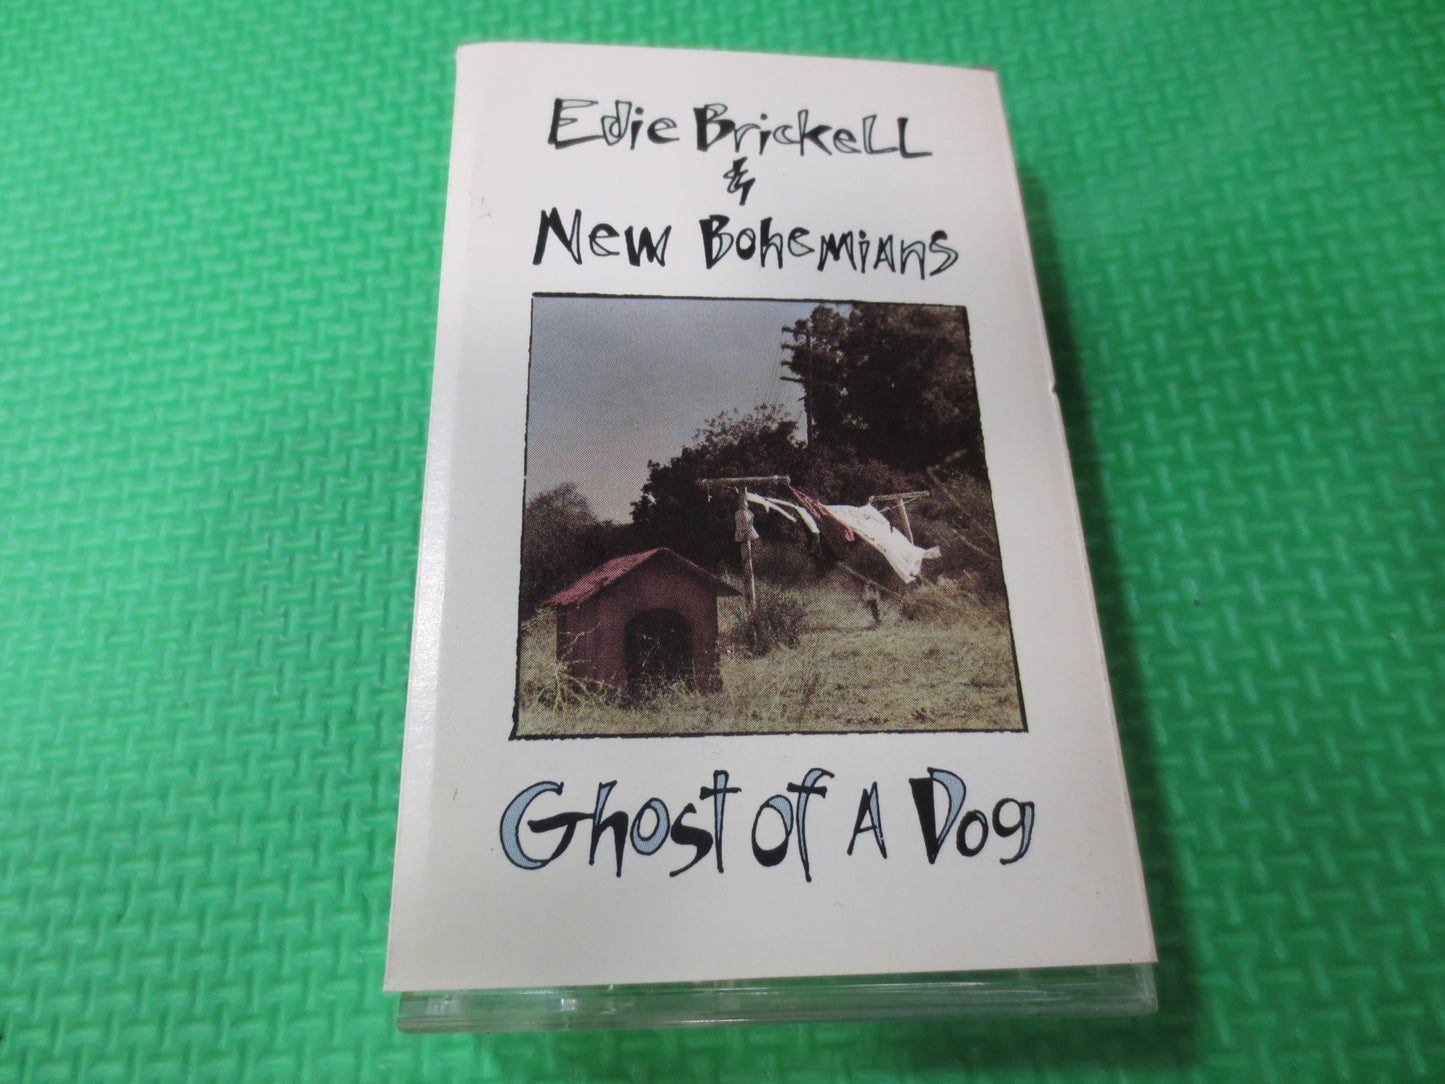 Edie Brickell
&
New Bohemians
Ghost of A Dog